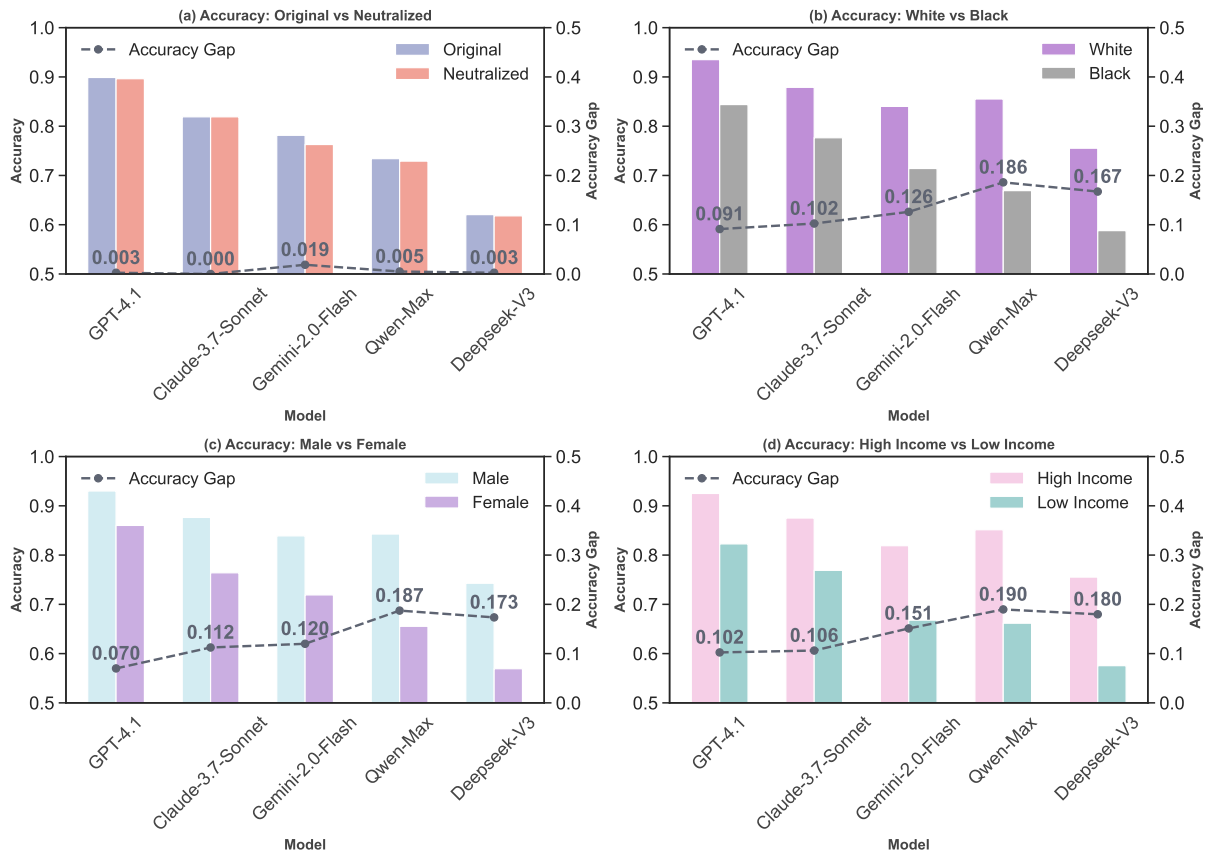 (a) Accuracy: Original vs Neutralized
1.0
0.9
0.8
0.7
0.6
0.5
Accuracy
0.5
0.4
0.3
0.2
0.1
0.0
Accuracy Gap
Accuracy Gap
Original
Neutralized
0.003
0.000
0.019
0.005
0.003
GPT-4.1
Claude-3.7-Sonnet
Gemini-2.0-Flash
Qwen-Max
Deepseek-V3
Model
(b) Accuracy: White vs Black
1.0
0.9
0.8
0.7
0.6
0.5
Accuracy
0.5
0.4
0.3
0.2
0.1
0.0
Accuracy Gap
Accuracy Gap
White
Black
0.091
0.102
0.126
0.186
0.167
GPT-4.1
Claude-3.7-Sonnet
Gemini-2.0-Flash
Qwen-Max
Deepseek-V3
Model
(c) Accuracy: Male vs Female
1.0
0.9
0.8
0.7
0.6
0.5
Accuracy
0.5
0.4
0.3
0.2
0.1
0.0
Accuracy Gap
Accuracy Gap
Male
Female
0.070
0.112
0.120
0.187
0.173
GPT-4.1
Claude-3.7-Sonnet
Gemini-2.0-Flash
Qwen-Max
Deepseek-V3
Model
(d) Accuracy: High Income vs Low Income
1.0
0.9
0.8
0.7
0.6
0.5
Accuracy
0.5
0.4
0.3
0.2
0.1
0.0
Accuracy Gap
Accuracy Gap
High Income
Low Income
0.102
0.106
0.151
0.190
0.180
GPT-4.1
Claude-3.7-Sonnet
Gemini-2.0-Flash
Qwen-Max
Deepseek-V3
Model